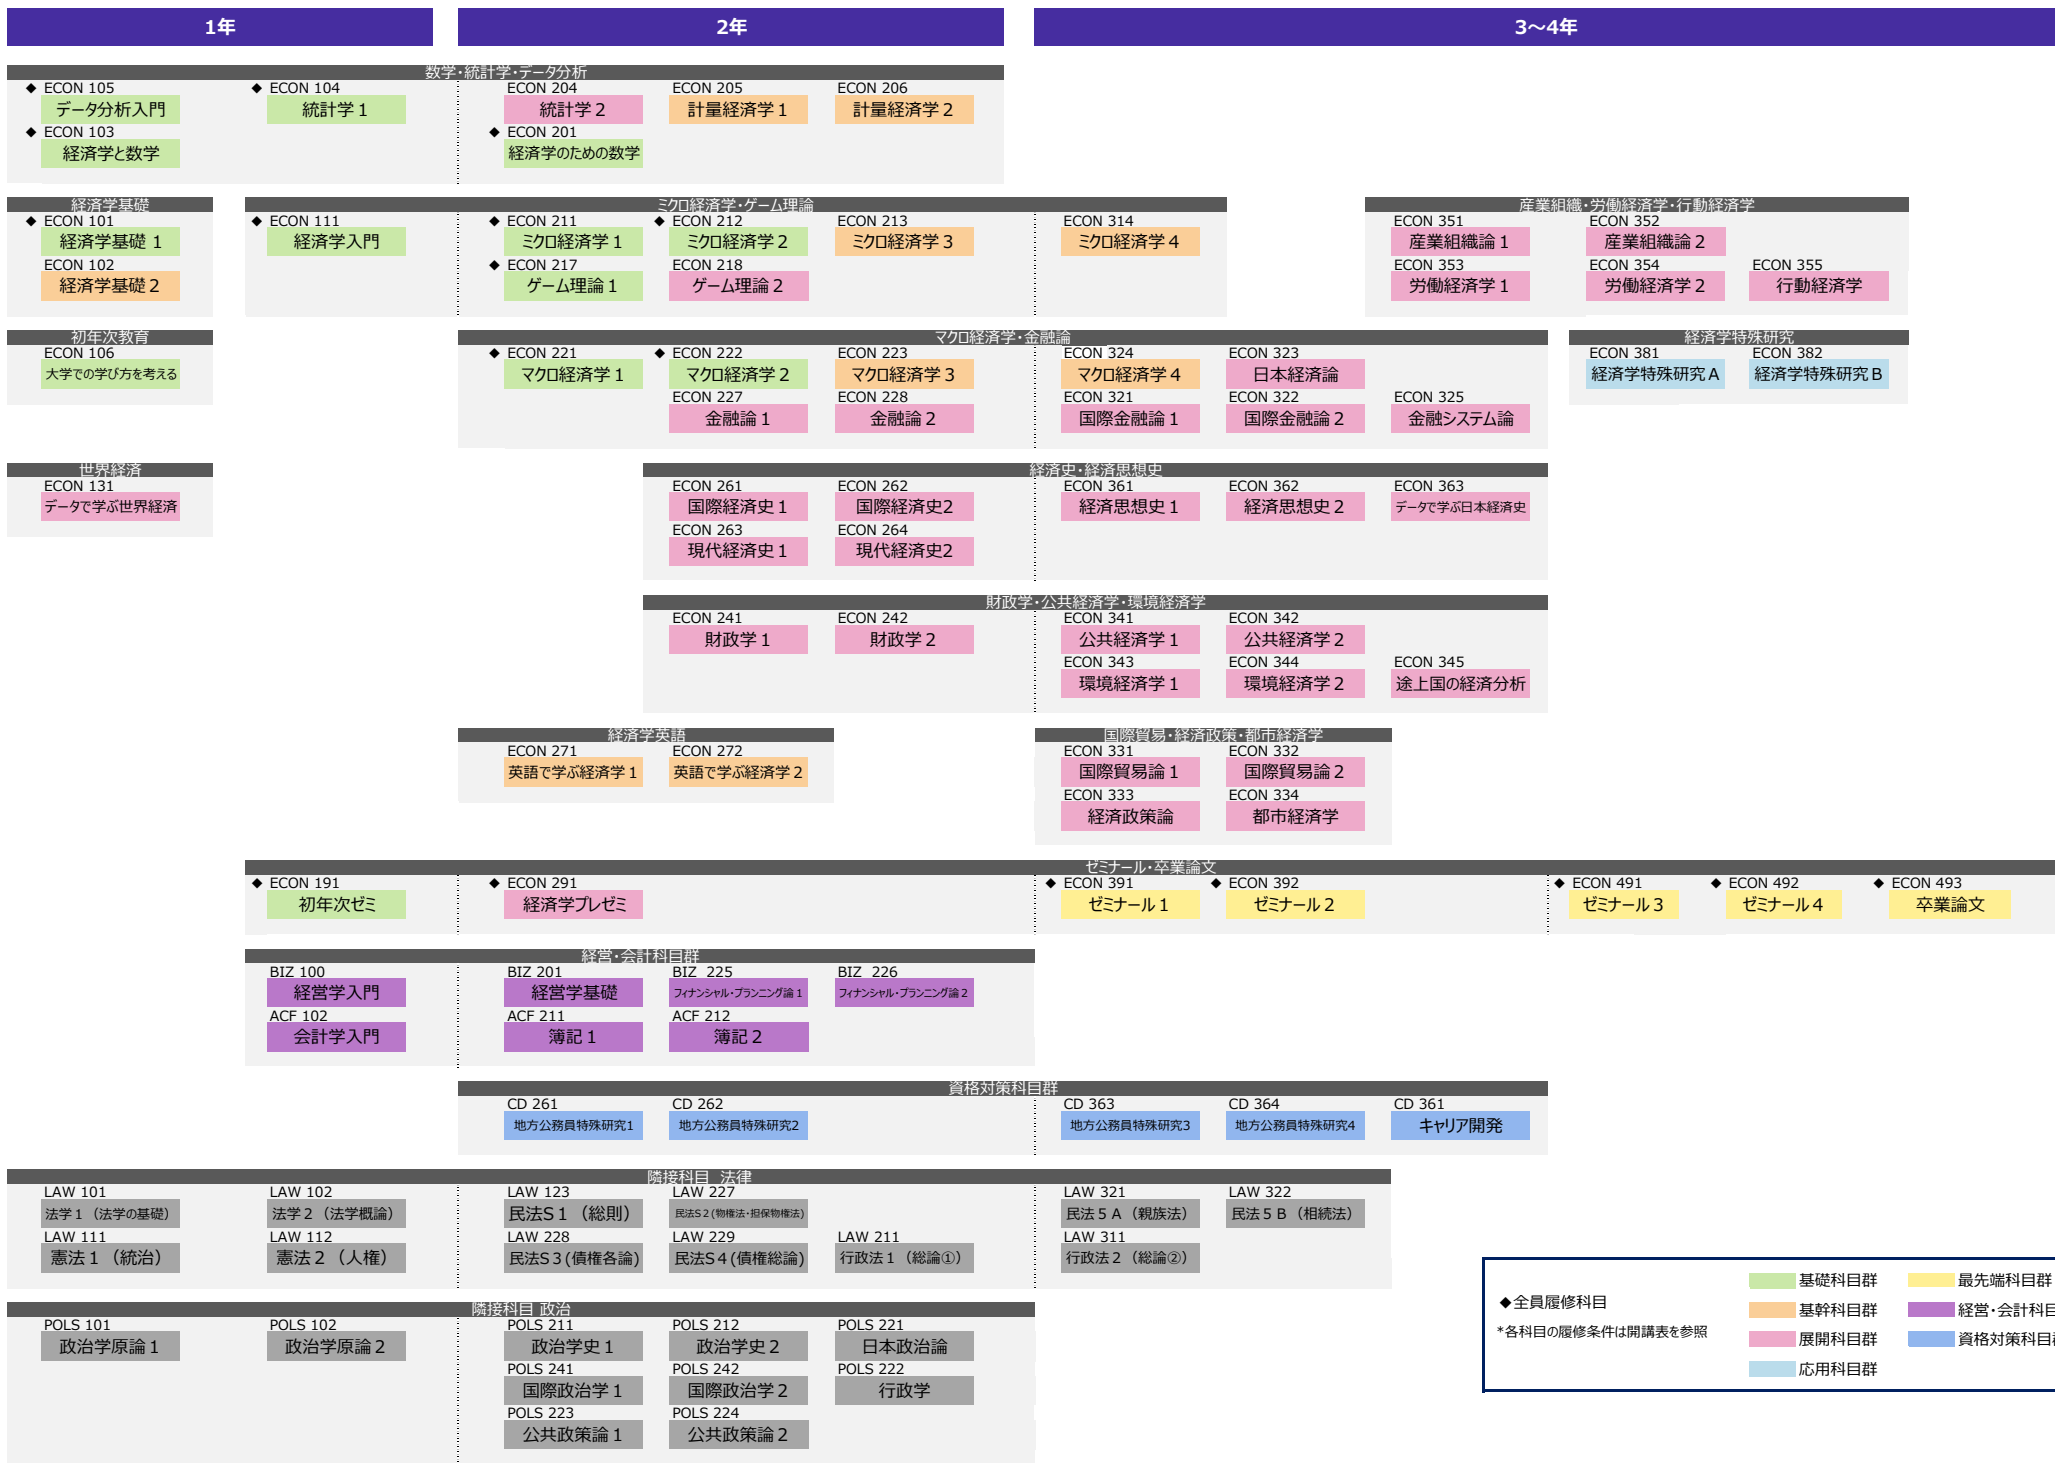 1年
2年
3～4年
数学・統計学・データ分析
◆ ECON 105
◆ ECON 104
ECON 204
ECON 205
ECON 206
データ分析入門
統計学１
統計学２
計量経済学１
計量経済学２
◆ ECON 103
◆ ECON 201
経済学と数学
経済学のための数学
経済学基礎
ミクロ経済学・ゲーム理論
産業組織・労働経済学・行動経済学
◆ ECON 101
◆ ECON 111
◆ ECON 211
◆ ECON 212
ECON 213
ECON 314
ECON 351
ECON 352
経済学基礎 1
経済学入門
ミクロ経済学１
ミクロ経済学２
ミクロ経済学３
ミクロ経済学４
産業組織論１
産業組織論２
ECON 102
◆ ECON 217
ECON 218
ECON 353
ECON 354
ECON 355
経済学基礎２
ゲーム理論１
ゲーム理論２
労働経済学１
労働経済学２
行動経済学
初年次教育
マクロ経済学・金融論
経済学特殊研究
ECON 106
◆ ECON 221
◆ ECON 222
ECON 223
ECON 324
ECON 323
ECON 381
ECON 382
大学での学び方を考える
マクロ経済学１
マクロ経済学２
マクロ経済学３
マクロ経済学４
日本経済論
経済学特殊研究Ａ
経済学特殊研究Ｂ
ECON 227
ECON 228
ECON 321
ECON 322
ECON 325
金融論１
金融論２
国際金融論１
国際金融論２
金融システム論
世界経済
経済史・経済思想史
ECON 131
ECON 261
ECON 262
ECON 361
ECON 362
ECON 363
データで学ぶ世界経済
国際経済史１
国際経済史2
経済思想史１
経済思想史２
データで学ぶ日本経済史
ECON 263
ECON 264
現代経済史１
現代経済史2
財政学・公共経済学・環境経済学
ECON 241
ECON 242
ECON 341
ECON 342
財政学１
財政学２
公共経済学１
公共経済学２
ECON 343
ECON 344
ECON 345
環境経済学１
環境経済学２
途上国の経済分析
経済学英語
国際貿易・経済政策・都市経済学
ECON 271
ECON 272
ECON 331
ECON 332
英語で学ぶ経済学１
英語で学ぶ経済学２
国際貿易論１
国際貿易論２
ECON 333
ECON 334
経済政策論
都市経済学
ゼミナール・卒業論文
◆ ECON 191
◆ ECON 291
◆ ECON 391
◆ ECON 392
◆ ECON 491
◆ ECON 492
◆ ECON 493
初年次ゼミ
経済学プレゼミ
ゼミナール１
ゼミナール２
ゼミナール３
ゼミナール４
卒業論文
経営・会計科目群
BIZ 100
BIZ 201
BIZ 225
BIZ 226
経営学入門
経営学基礎
フィナンシャル・プランニング論１
フィナンシャル・プランニング論２
ACF 102
ACF 211
ACF 212
会計学入門
簿記１
簿記２
資格対策科目群
CD 261
CD 262
CD 363
CD 364
CD 361
地方公務員特殊研究1
地方公務員特殊研究2
地方公務員特殊研究3
地方公務員特殊研究4
キャリア開発
隣接科目 法律
LAW 101
LAW 102
LAW 123
LAW 227
LAW 321
LAW 322
法学１（法学の基礎）
法学２（法学概論）
民法S１（総則）
民法S２(物権法・担保物権法)
民法５Ａ（親族法）
民法５Ｂ（相続法）
LAW 111
LAW 112
LAW 228
LAW 229
LAW 211
LAW 311
憲法１（統治）
憲法２（人権）
民法S３(債権各論)
民法S４(債権総論)
行政法１（総論①）
行政法２（総論②）
隣接科目 政治
POLS 101
POLS 102
POLS 211
POLS 212
POLS 221
政治学原論１
政治学原論２
政治学史１
政治学史２
日本政治論
POLS 241
POLS 242
POLS 222
国際政治学１
国際政治学２
行政学
POLS 223
POLS 224
公共政策論１
公共政策論２
◆全員履修科目
*各科目の履修条件は開講表を参照
基礎科目群
最先端科目群
基幹科目群
経営・会計科目
展開科目群
資格対策科目
応用科目群